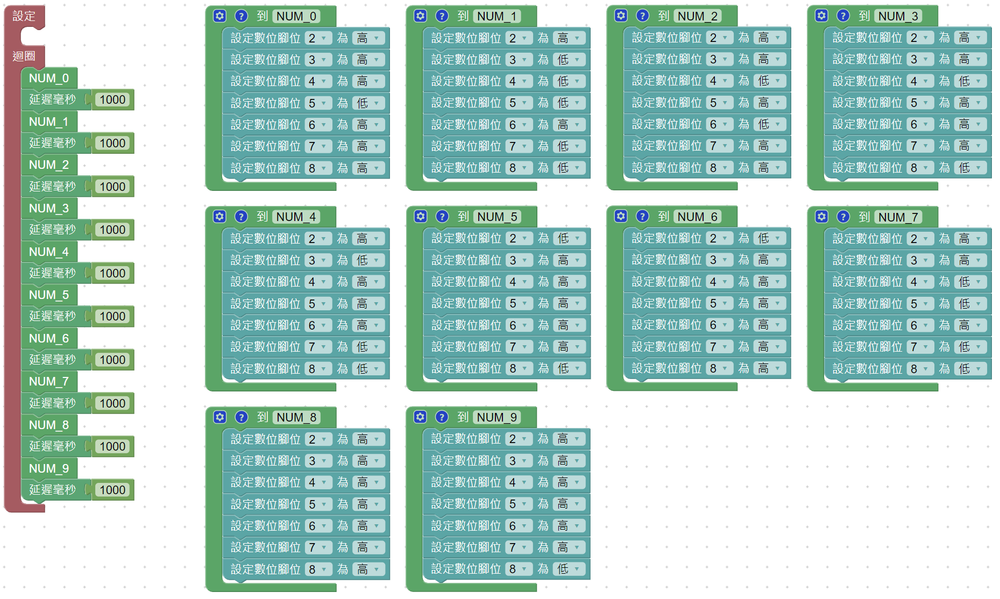 設定
迴圈
NUM_0
延遲毫秒 1000
NUM_1
延遲毫秒 1000
NUM_2
延遲毫秒 1000
NUM_3
延遲毫秒 1000
NUM_4
延遲毫秒 1000
NUM_5
延遲毫秒 1000
NUM_6
延遲毫秒 1000
NUM_7
延遲毫秒 1000
NUM_8
延遲毫秒 1000
NUM_9
延遲毫秒 1000
? 到 NUM_0
設定數位腳位 2 為 高
設定數位腳位 3 為 高
設定數位腳位 4 為 高
設定數位腳位 5 為 低
設定數位腳位 6 為 高
設定數位腳位 7 為 高
設定數位腳位 8 為 高
? 到 NUM_1
設定數位腳位 2 為 高
設定數位腳位 3 為 低
設定數位腳位 4 為 低
設定數位腳位 5 為 低
設定數位腳位 6 為 高
設定數位腳位 7 為 低
設定數位腳位 8 為 低
? 到 NUM_2
設定數位腳位 2 為 高
設定數位腳位 3 為 高
設定數位腳位 4 為 低
設定數位腳位 5 為 高
設定數位腳位 6 為 低
設定數位腳位 7 為 高
設定數位腳位 8 為 高
? 到 NUM_3
設定數位腳位 2 為 高
設定數位腳位 3 為 高
設定數位腳位 4 為 低
設定數位腳位 5 為 高
設定數位腳位 6 為 高
設定數位腳位 7 為 高
設定數位腳位 8 為 低
? 到 NUM_4
設定數位腳位 2 為 高
設定數位腳位 3 為 低
設定數位腳位 4 為 高
設定數位腳位 5 為 高
設定數位腳位 6 為 高
設定數位腳位 7 為 低
設定數位腳位 8 為 低
? 到 NUM_5
設定數位腳位 2 為 低
設定數位腳位 3 為 高
設定數位腳位 4 為 高
設定數位腳位 5 為 高
設定數位腳位 6 為 高
設定數位腳位 7 為 高
設定數位腳位 8 為 低
? 到 NUM_6
設定數位腳位 2 為 低
設定數位腳位 3 為 高
設定數位腳位 4 為 高
設定數位腳位 5 為 高
設定數位腳位 6 為 高
設定數位腳位 7 為 高
設定數位腳位 8 為 高
? 到 NUM_7
設定數位腳位 2 為 高
設定數位腳位 3 為 高
設定數位腳位 4 為 低
設定數位腳位 5 為 低
設定數位腳位 6 為 高
設定數位腳位 7 為 低
設定數位腳位 8 為 低
? 到 NUM_8
設定數位腳位 2 為 高
設定數位腳位 3 為 高
設定數位腳位 4 為 高
設定數位腳位 5 為 高
設定數位腳位 6 為 高
設定數位腳位 7 為 高
設定數位腳位 8 為 高
? 到 NUM_9
設定數位腳位 2 為 高
設定數位腳位 3 為 高
設定數位腳位 4 為 高
設定數位腳位 5 為 高
設定數位腳位 6 為 高
設定數位腳位 7 為 高
設定數位腳位 8 為 低